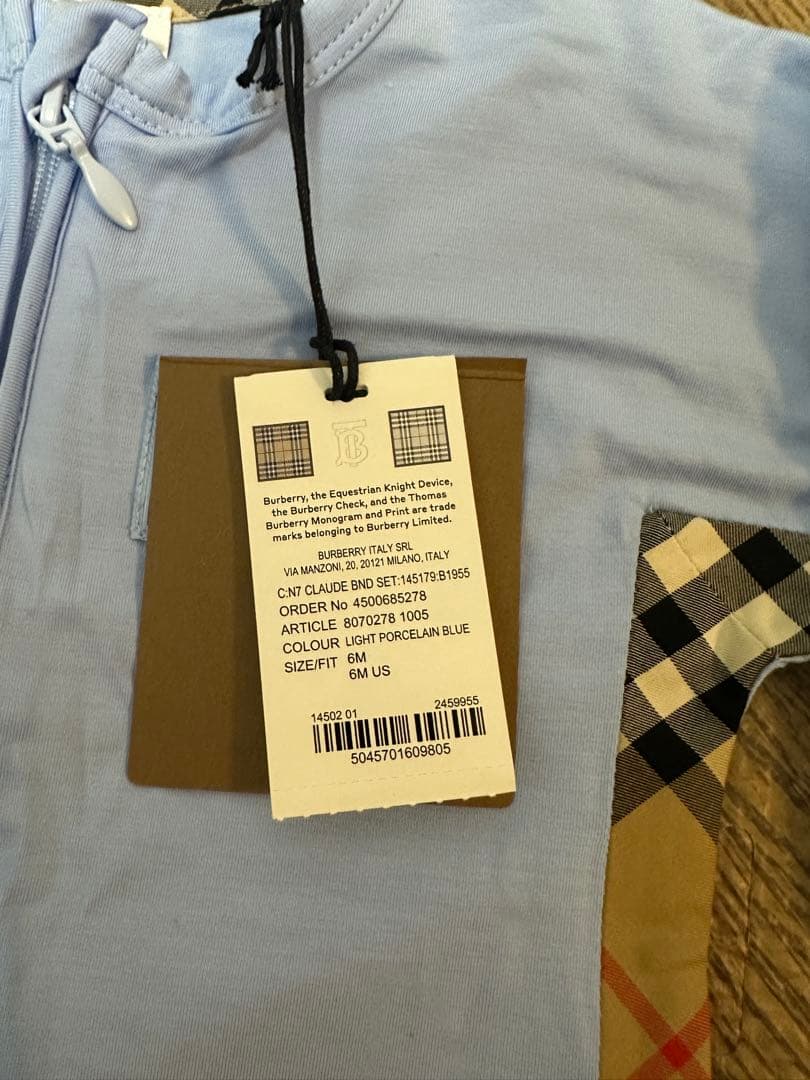 TB
Burberry, the Equestrian Knight Device,
the Burberry Check, and the Thomas
Burberry Monogram and Print are trade
marks belonging to Burberry Limited.
BURBERRY ITALY SRL
VIA MANZONI, 20, 20121 MILANO, ITALY
C:N7 CLAUDE BND SET:145179:B1955
ORDER No 4500685278
ARTICLE 8070278 1005
COLOUR LIGHT PORCELAIN BLUE
SIZE/FIT 6M
6M US
14502 01 2459955
5045701609805